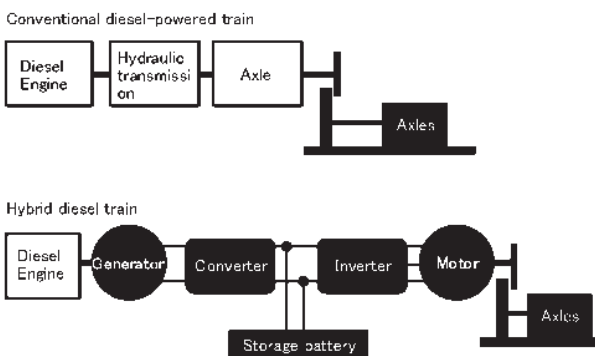 Conventional diesel-powered train
Diesel
Engine
Hydraulic
transmissi
on
Axle
Axles
Hybrid diesel train
Diesel
Engine
Generator
Converter
Inverter
Motor
Axles
Storage battery